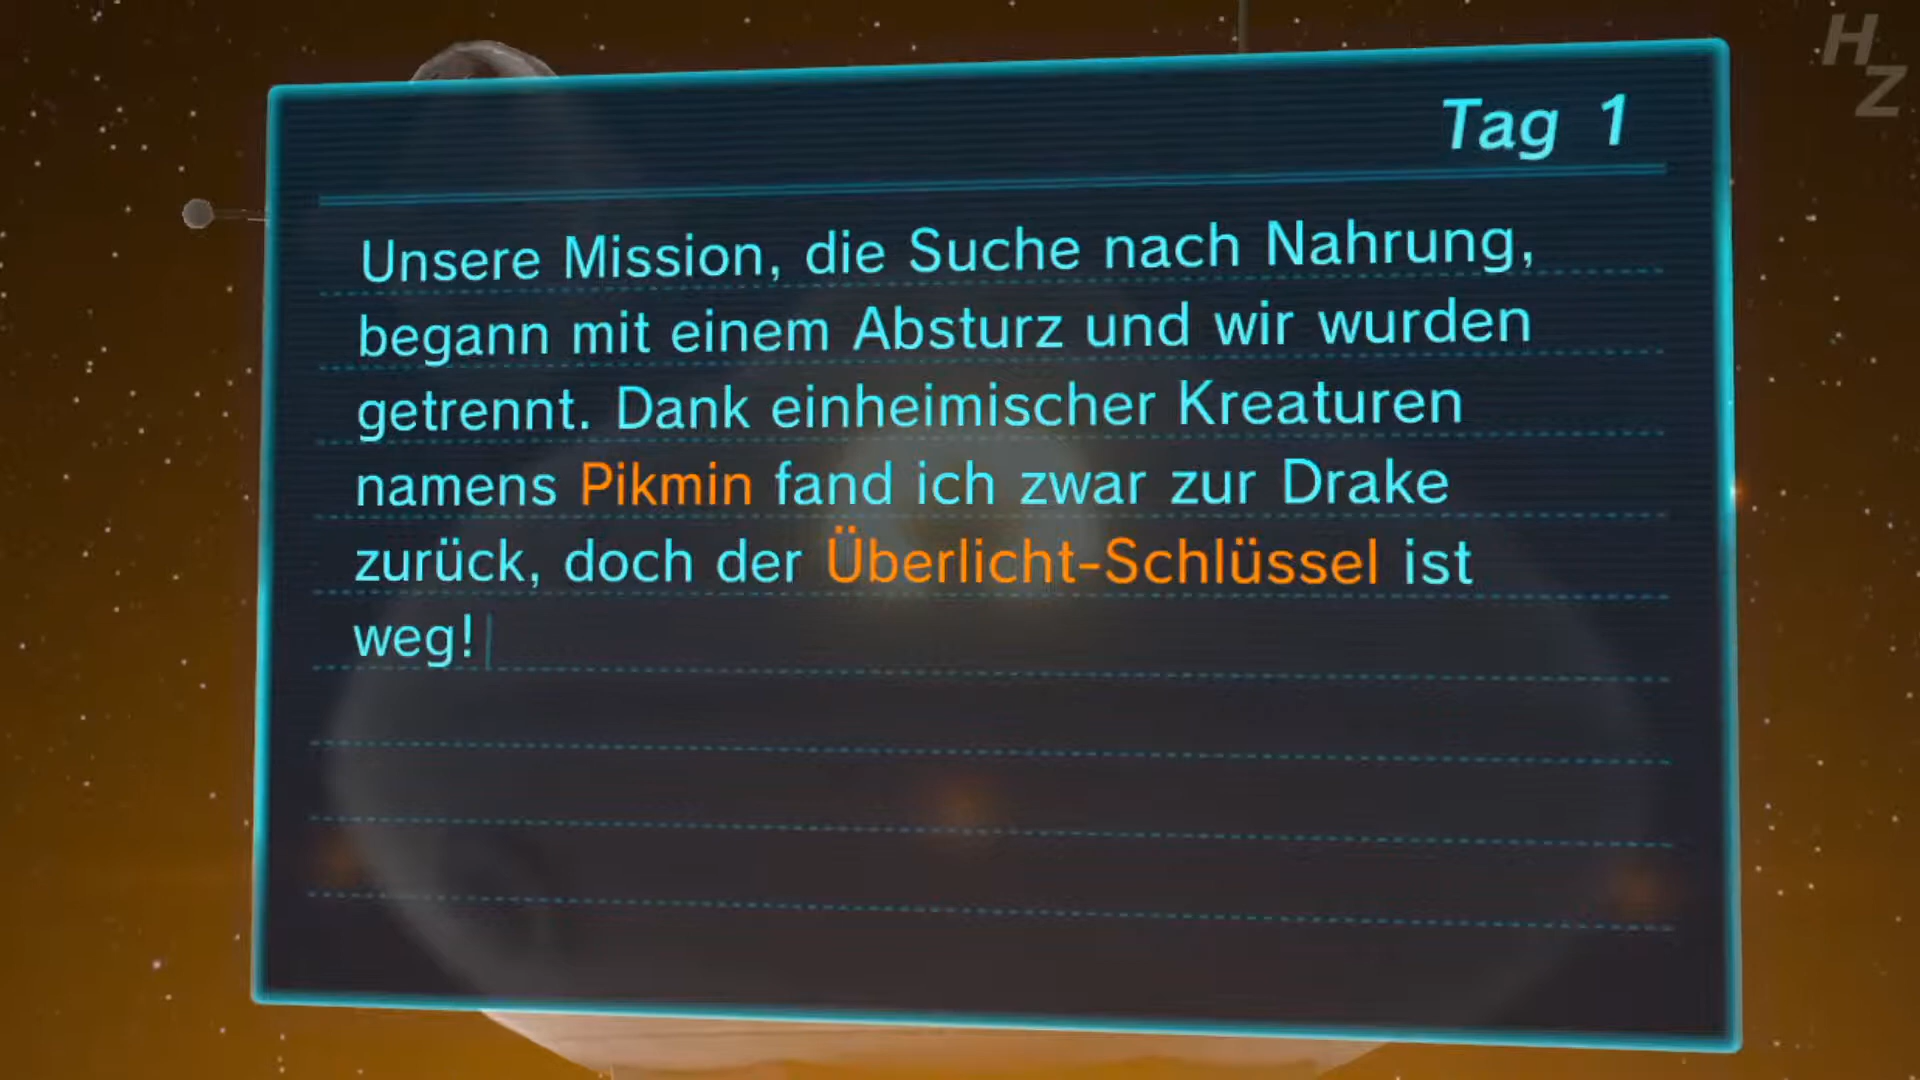 H
Z
Tag 1
Unsere Mission, die Suche nach Nahrung,
begann mit einem Absturz und wir wurden
getrennt. Dank einheimischer Kreaturen
namens Pikmin fand ich zwar zur Drake
zurück, doch der Überlicht-Schlüssel ist
weg!